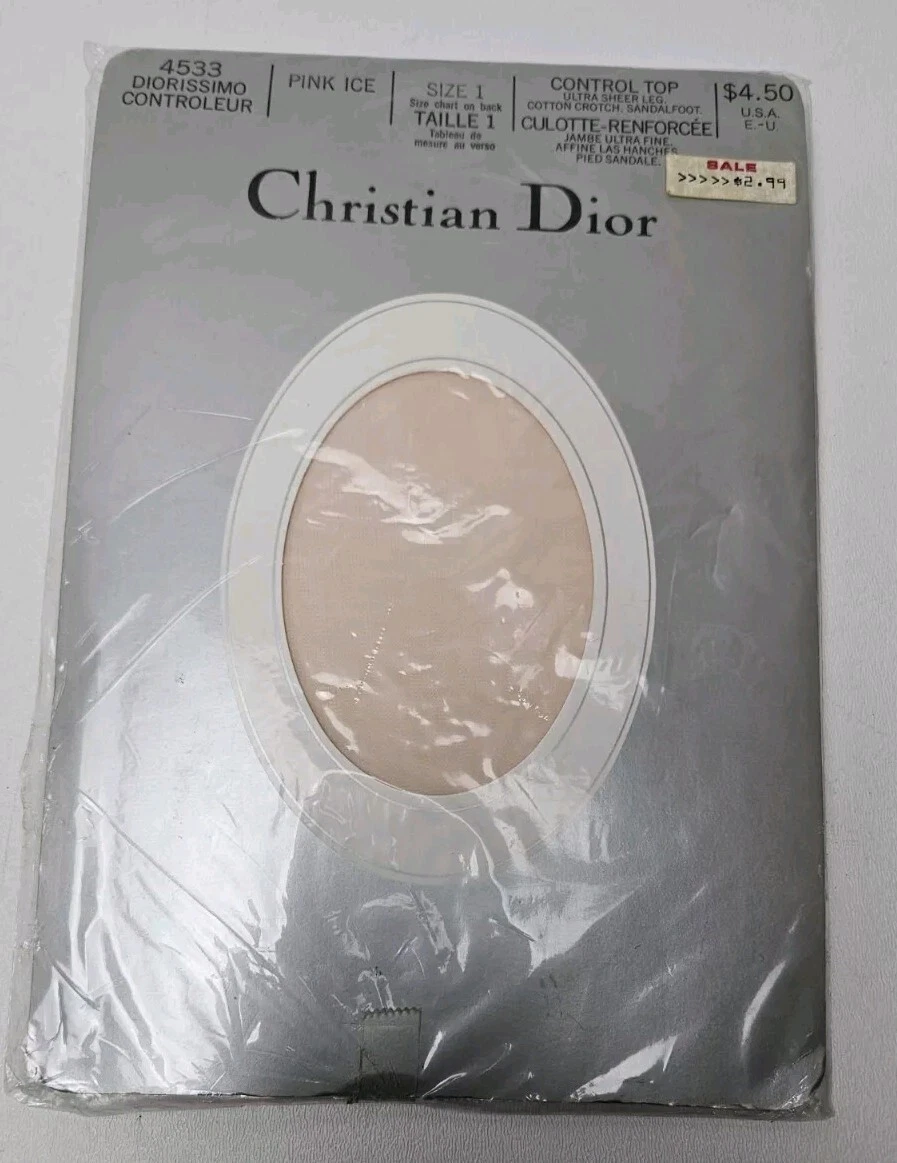 4533
DIORISSIMO
CONTROLEUR
PINK ICE
SIZE 1
Size chart on back
TAILLE 1
Tableau de
mesure au verso
CONTROL TOP
ULTRA SHEER LEG.
COTTON CROTCH, SANDALFOOT.
CULOTTE-RENFORCÉE
JAMBE ULTRA FINE.
AFFINE LAS HANCHES
PIED SANDALE.
$4.50
U.S.A.
E.-U.
SALE
>>>>> $2.99
Christian Dior